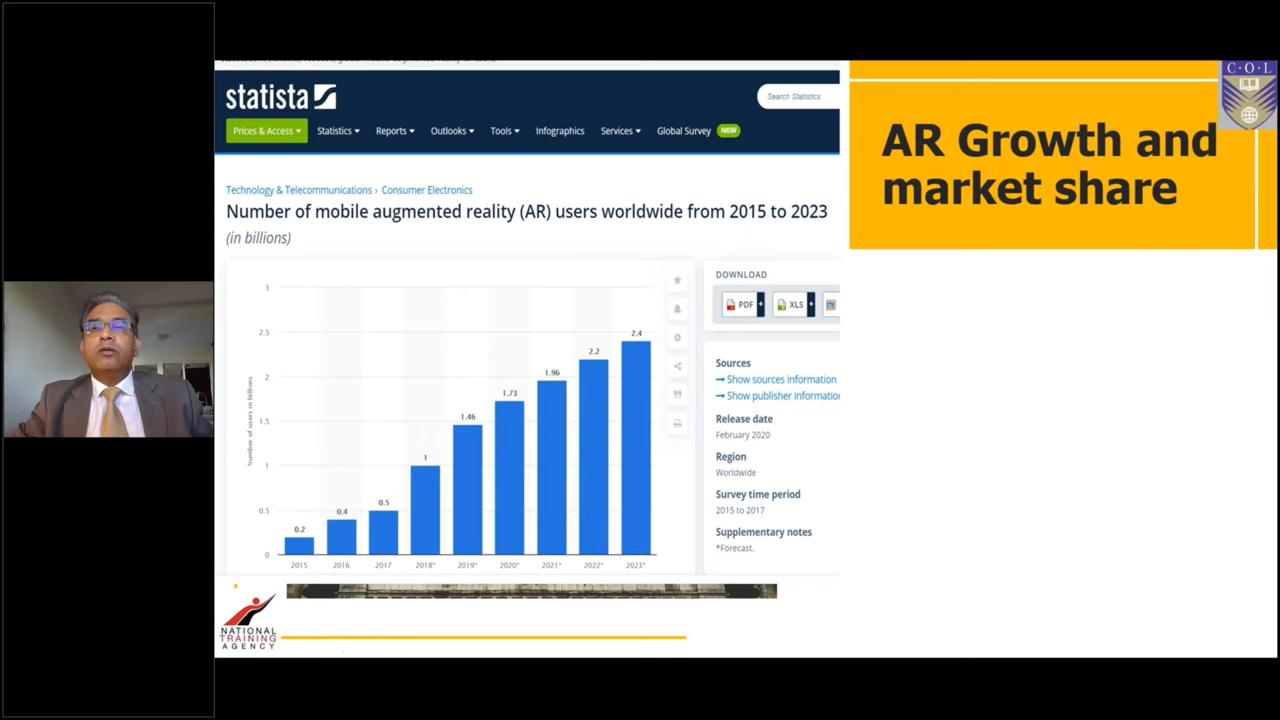 statista
Search Statistics
Prices & Access
Statistics
Reports
Outlooks
Tools
Infographics
Services
Global Survey
NEW
Technology & Telecommunications › Consumer Electronics
Number of mobile augmented reality (AR) users worldwide from 2015 to 2023
(in billions)
3
2.5
2
1.5
1
0.5
0
Number of users in billions
0.2
0.4
0.5
1
1.46
1.73
1.96
2.2
2.4
2015
2016
2017
2018*
2019*
2020*
2021*
2022*
2023*
DOWNLOAD
PDF +
XLS +
Sources
→ Show sources information
→ Show publisher information
Release date
February 2020
Region
Worldwide
Survey time period
2015 to 2017
Supplementary notes
*Forecast.
AR Growth and
market share
C·O·L
NATIONAL
TRAINING
AGENCY